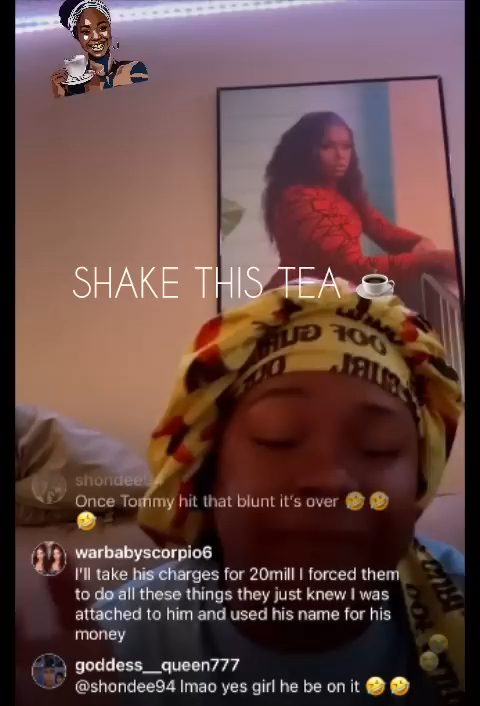 SHAKE THIS TEA ☕
shondee94
Once Tommy hit that blunt it's over 🤣🤣
🤣
warbabyscorpio6
I'll take his charges for 20mill I forced them
to do all these things they just knew I was
attached to him and used his name for his
money
goddess__queen777
@shondee94 lmao yes girl he be on it 🤣🤣